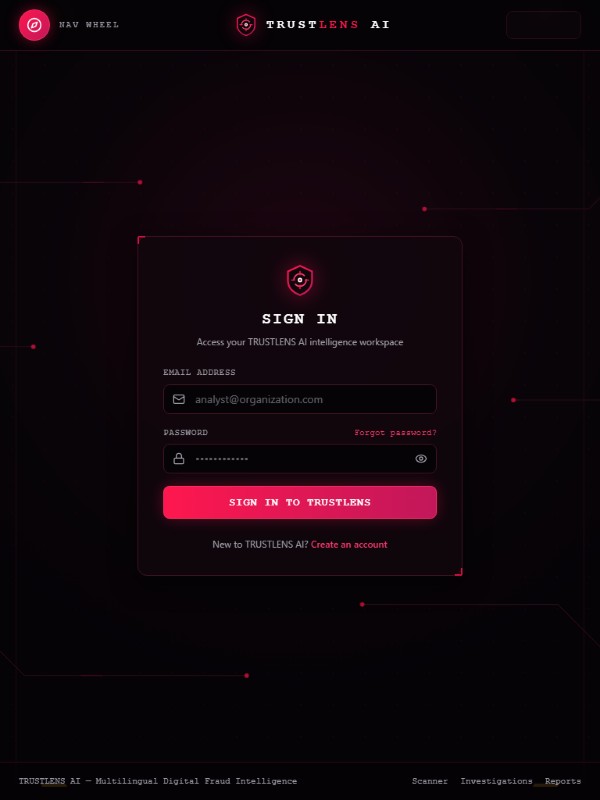 NAV WHEEL
TRUSTLENS AI
SIGN IN
Access your TRUSTLENS AI intelligence workspace
EMAIL ADDRESS
analyst@organization.com
PASSWORD Forgot password?
••••••••••••
SIGN IN TO TRUSTLENS
New to TRUSTLENS AI? Create an account
TRUSTLENS AI — Multilingual Digital Fraud Intelligence
Scanner Investigations Reports